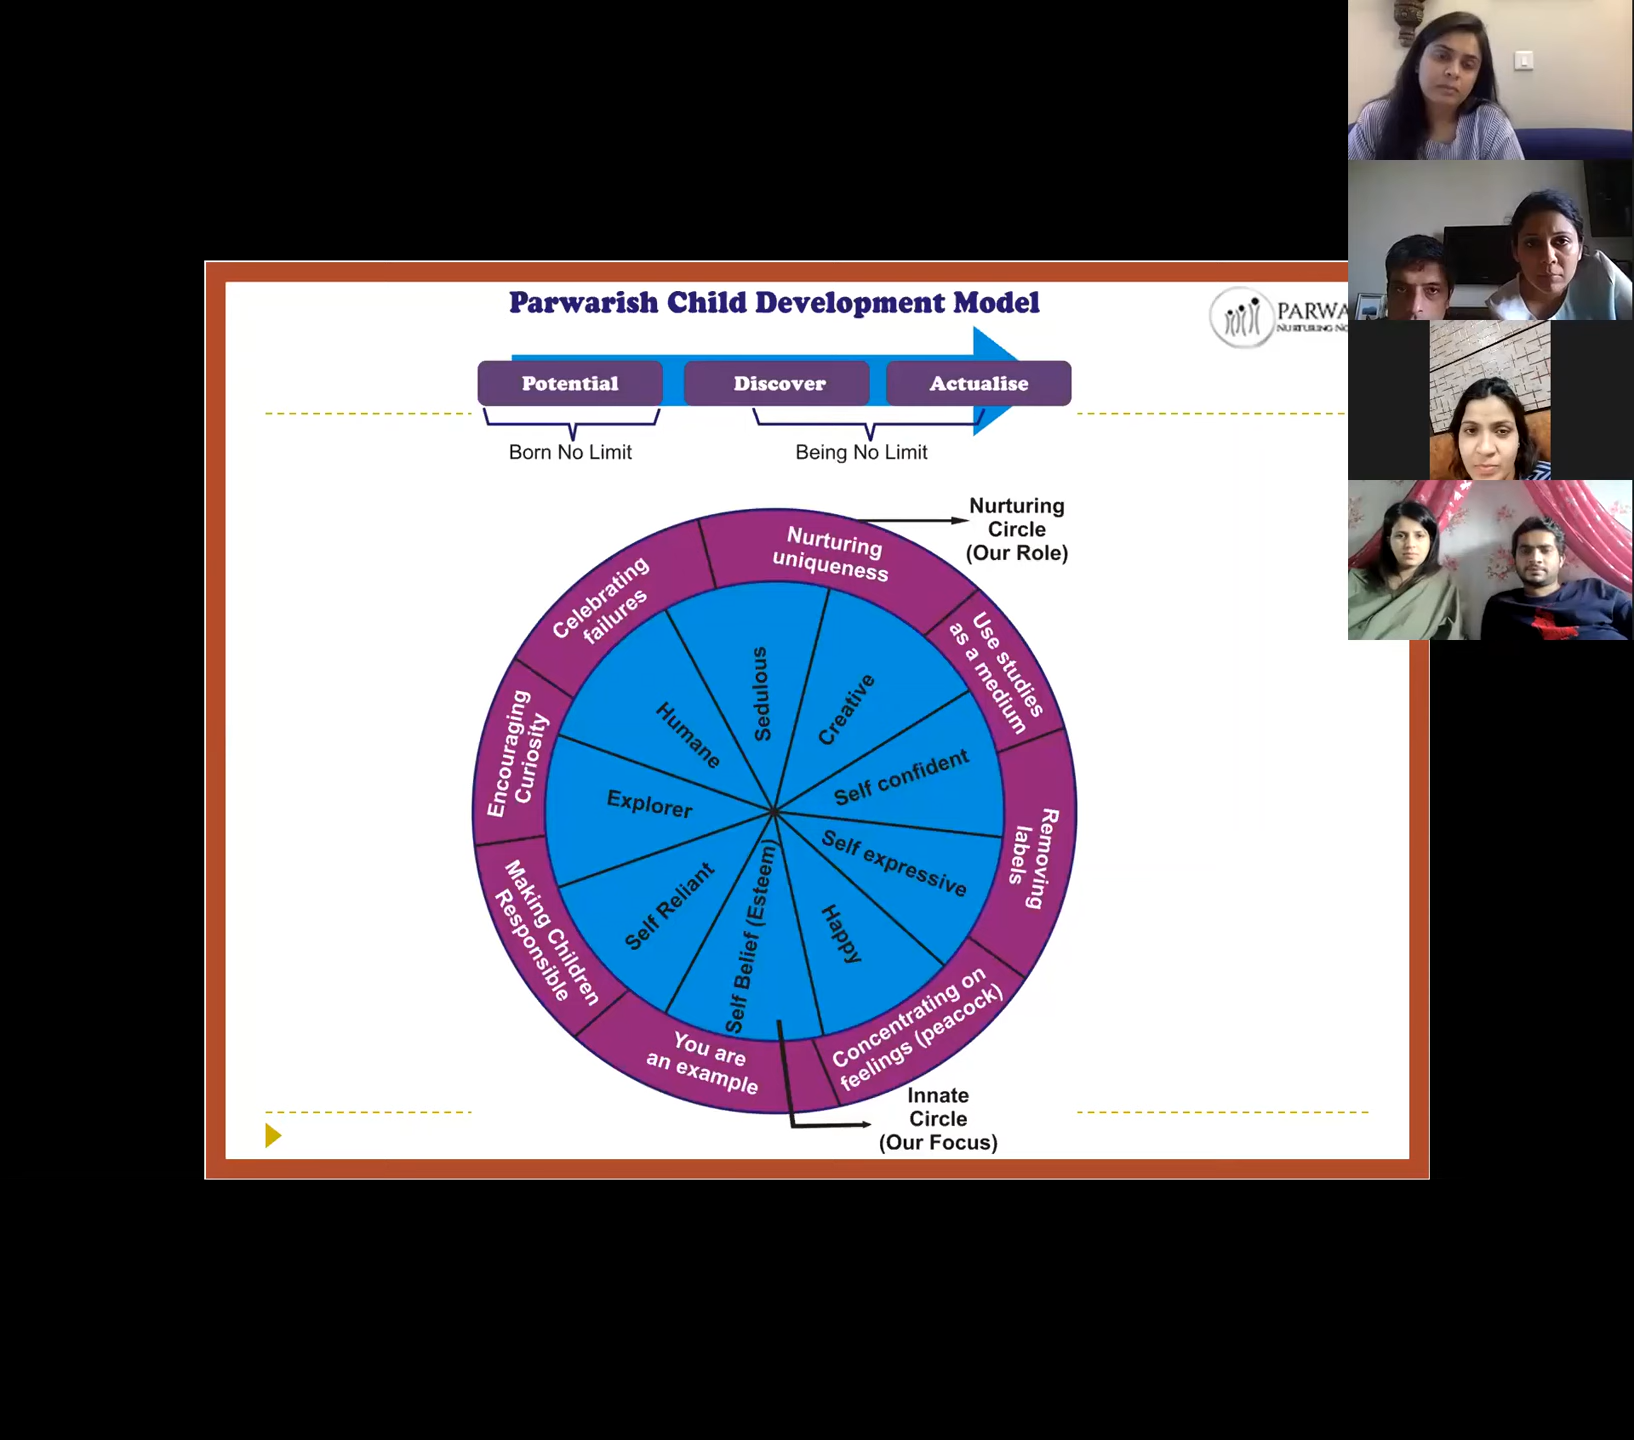 Parwarish Child Development Model
Potential
Discover
Actualise
Born No Limit
Being No Limit
Nurturing
Circle
(Our Role)
Nurturing
uniqueness
Use studies
as a medium
Removing
labels
Concentrating on
feelings (peacock)
You are
an example
Making Children
Responsible
Encouraging
Curiosity
Celebrating
failures
Sedulous
Creative
Self confident
Self expressive
Happy
Self Belief (Esteem)
Self Reliant
Explorer
Humane
Innate
Circle
(Our Focus)
NURTURING